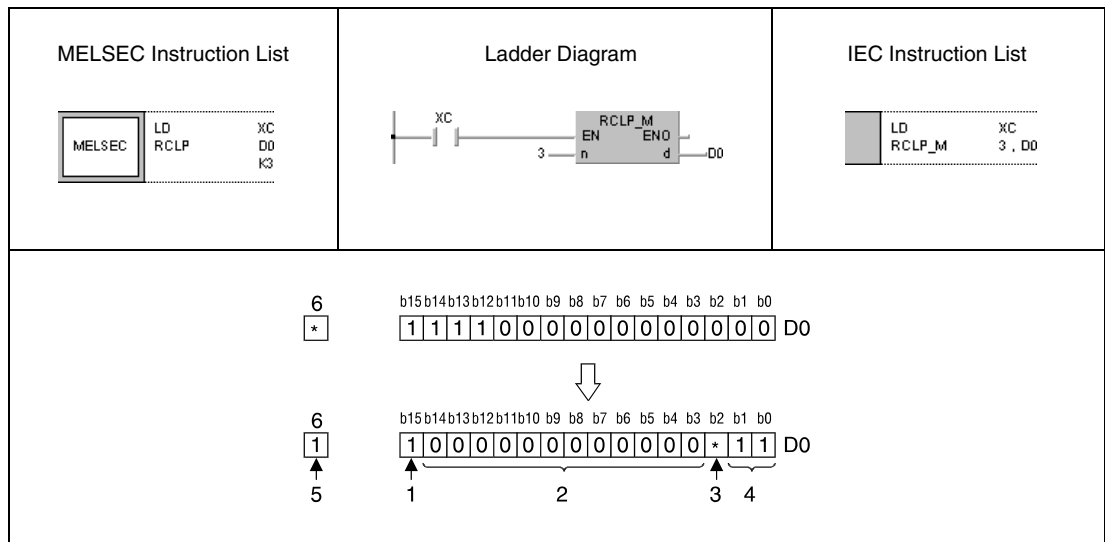 MELSEC Instruction List
Ladder Diagram
IEC Instruction List
MELSEC
LD XC
RCLP D0
K3
XC
RCLP_M
EN ENO
3 n d D0
LD XC
RCLP_M 3 , D0
6 b15 b14 b13 b12 b11 b10 b9 b8 b7 b6 b5 b4 b3 b2 b1 b0
* 1 1 1 1 0 0 0 0 0 0 0 0 0 0 0 0 D0
6 b15 b14 b13 b12 b11 b10 b9 b8 b7 b6 b5 b4 b3 b2 b1 b0
1 1 0 0 0 0 0 0 0 0 0 0 0 0 * 1 1 D0
5 1 2 3 4